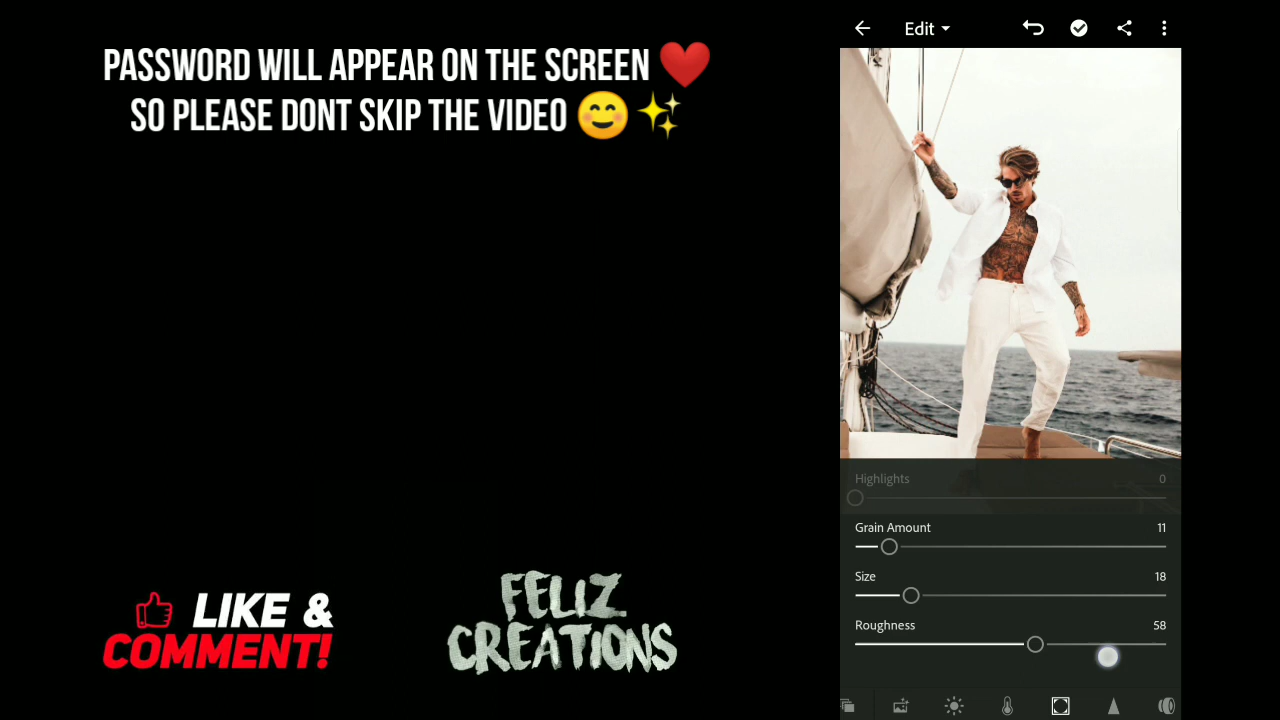 PASSWORD WILL APPEAR ON THE SCREEN ❤️
SO PLEASE DONT SKIP THE VIDEO 😊✨
LIKE &
COMMENT!
FELIZ
CREATIONS
Edit
Highlights 0
Grain Amount 11
Size 18
Roughness 58